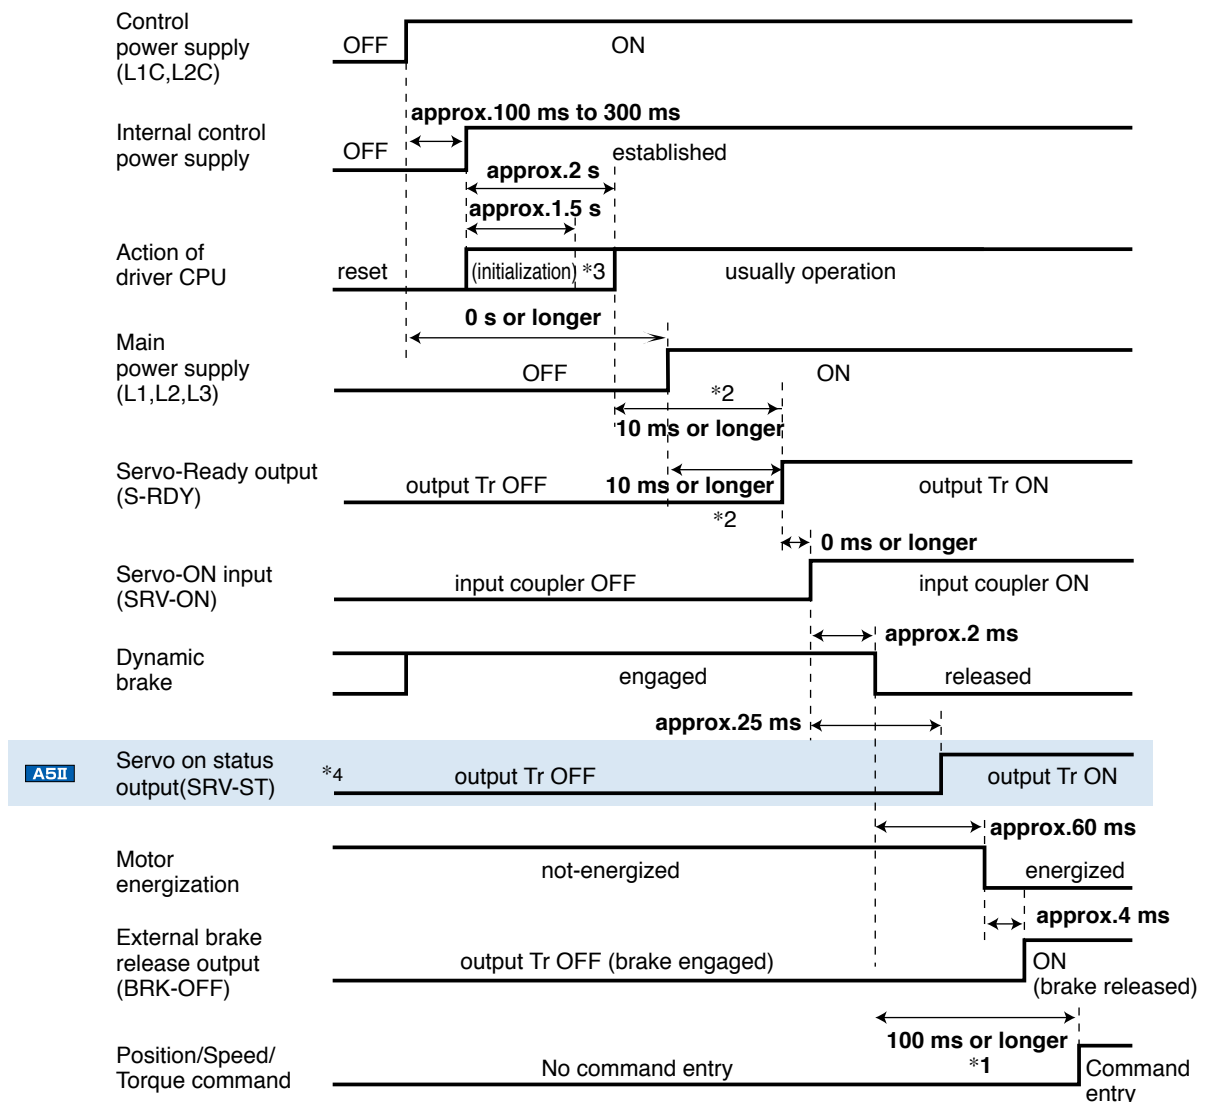 Control
power supply
(L1C,L2C)
OFF
ON
approx.100 ms to 300 ms
Internal control
power supply
OFF
established
approx.2 s
approx.1.5 s
Action of
driver CPU
reset
(initialization) *3
usually operation
0 s or longer
Main
power supply
(L1,L2,L3)
OFF
ON
*2
10 ms or longer
Servo-Ready output
(S-RDY)
output Tr OFF
10 ms or longer
output Tr ON
*2
0 ms or longer
Servo-ON input
(SRV-ON)
input coupler OFF
input coupler ON
approx.2 ms
Dynamic
brake
engaged
released
approx.25 ms
A5II
Servo on status
output(SRV-ST)
*4
output Tr OFF
output Tr ON
approx.60 ms
Motor
energization
not-energized
energized
approx.4 ms
External brake
release output
(BRK-OFF)
output Tr OFF (brake engaged)
ON
(brake released)
100 ms or longer
*1
Position/Speed/
Torque command
No command entry
Command
entry